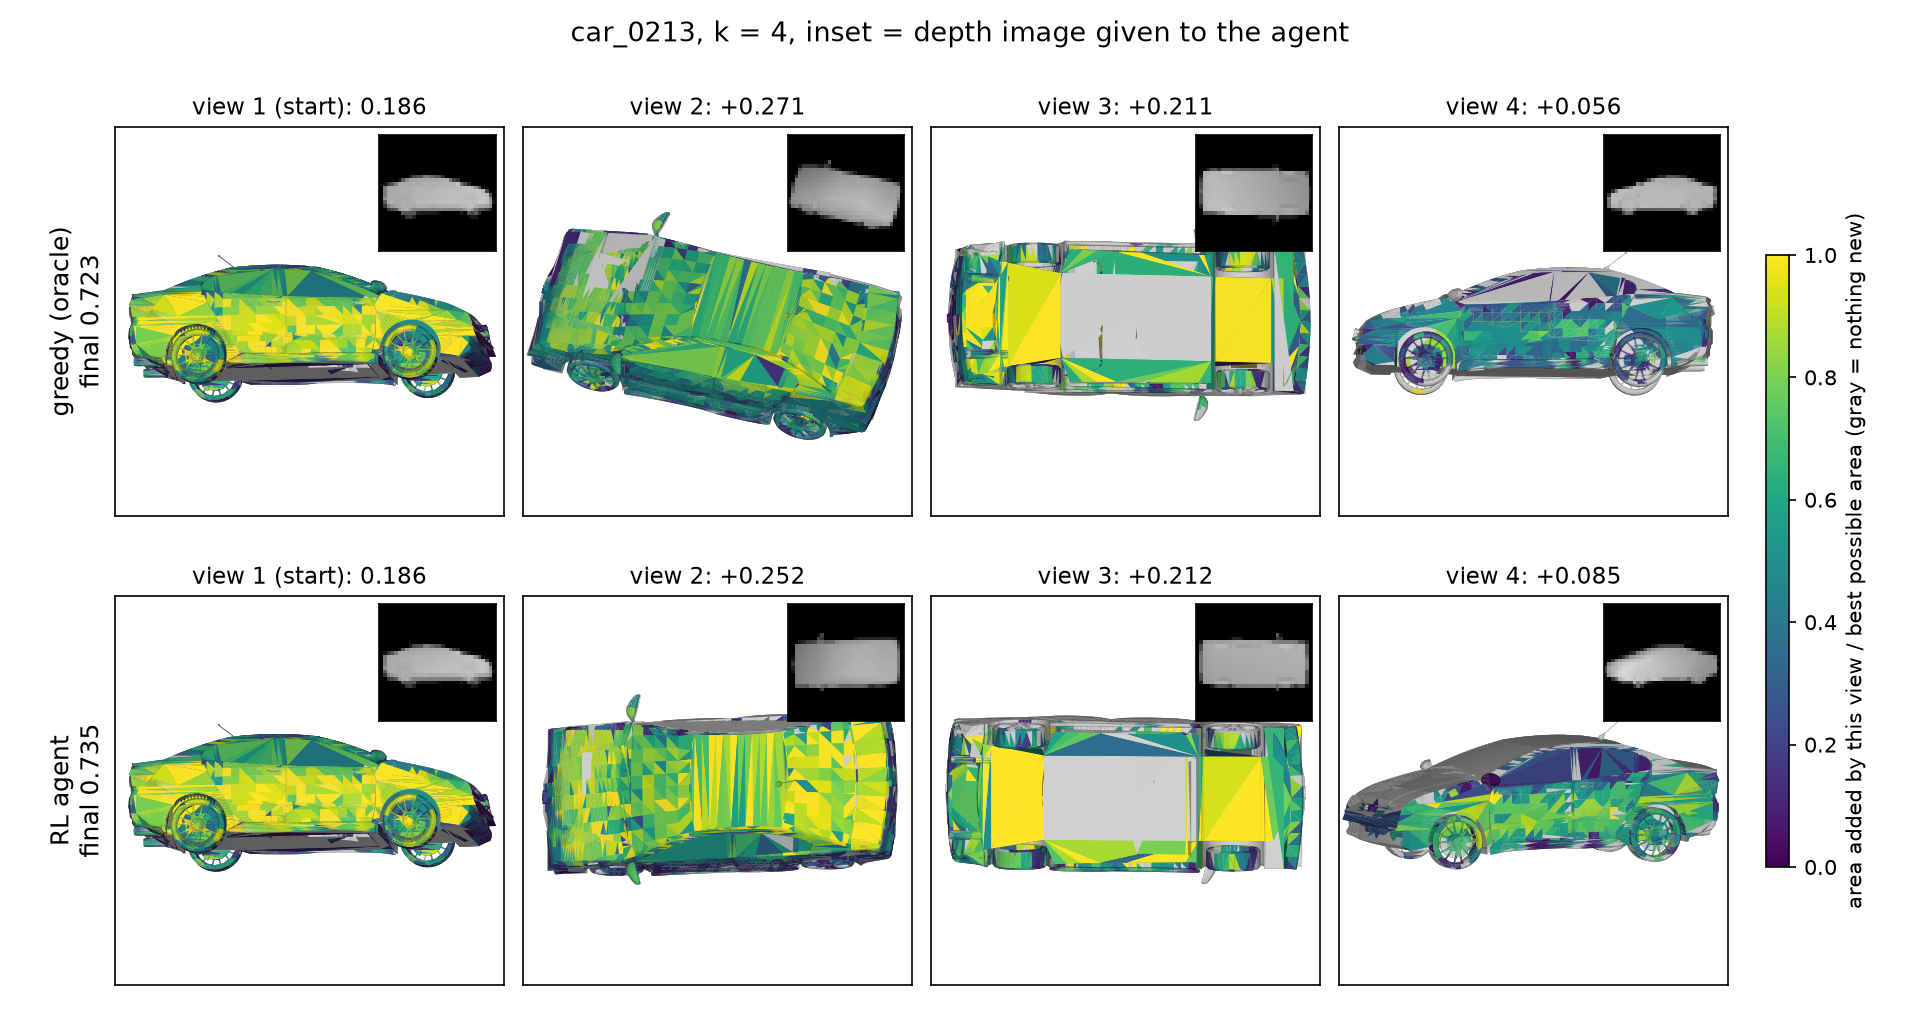 car_0213, k = 4, inset = depth image given to the agent
greedy (oracle)
final 0.723
view 1 (start): 0.186
view 2: +0.271
view 3: +0.211
view 4: +0.056
RL agent
final 0.735
view 1 (start): 0.186
view 2: +0.252
view 3: +0.212
view 4: +0.085
1.0
0.8
0.6
0.4
0.2
0.0
area added by this view / best possible area (gray = nothing new)